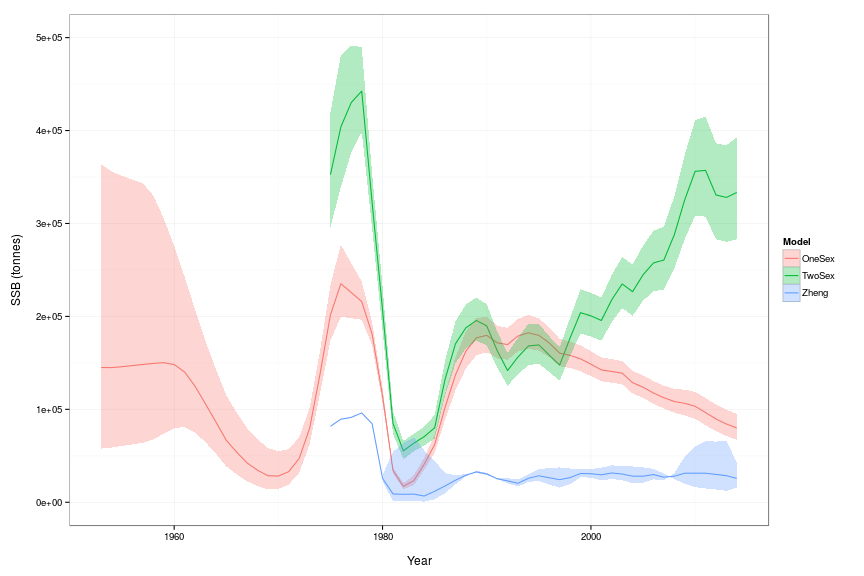 5e+05
4e+05
3e+05
2e+05
1e+05
0e+00
SSB (tonnes)
1960
1980
2000
Year
Model
OneSex
TwoSex
Zheng